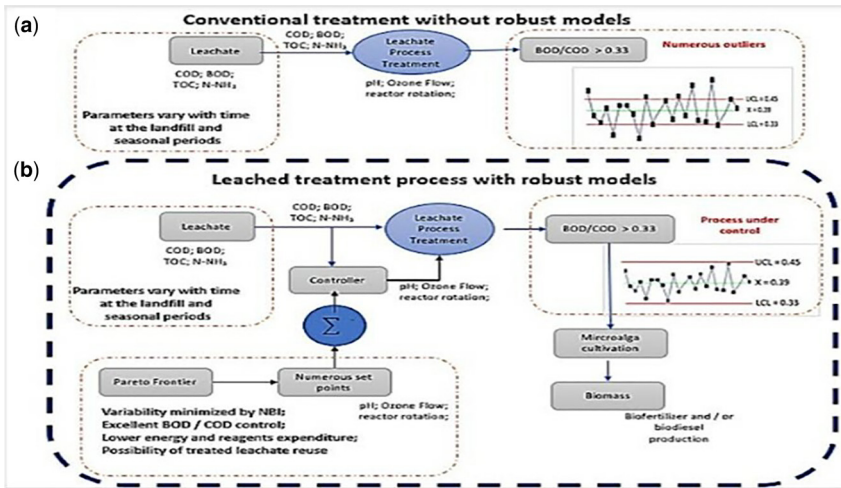 (a)
Conventional treatment without robust models
Leachate
COD; BOD;
TOC; N-NH₃
COD; BOD;
TOC; N-NH₃
Leachate
Process
Treatment
pH; Ozone Flow;
reactor rotation;
BOD/COD > 0.33
Numerous outliers
UCL = 0.45
LCL = 0.33
Parameters vary with time
at the landfill and
seasonal periods
(b)
Leached treatment process with robust models
Leachate
COD; BOD;
TOC; N-NH₃
COD; BOD;
TOC; N-NH₃
Leachate
Process
Treatment
pH; Ozone Flow;
reactor rotation;
BOD/COD > 0.33
Process under
control
UCL = 0.45
X = 0.39
LCL = 0.33
Parameters vary with time
at the landfill and
seasonal periods
Controller
Σ
Pareto Frontier
Numerous set
points
pH; Ozone Flow;
reactor rotation;
Variability minimized by NBI;
Excellent BOD / COD control;
Lower energy and reagents expenditure;
Possibility of treated leachate reuse
Mircroalga
cultivation
Biomass
Biofertilizer and / or
biodiesel
production